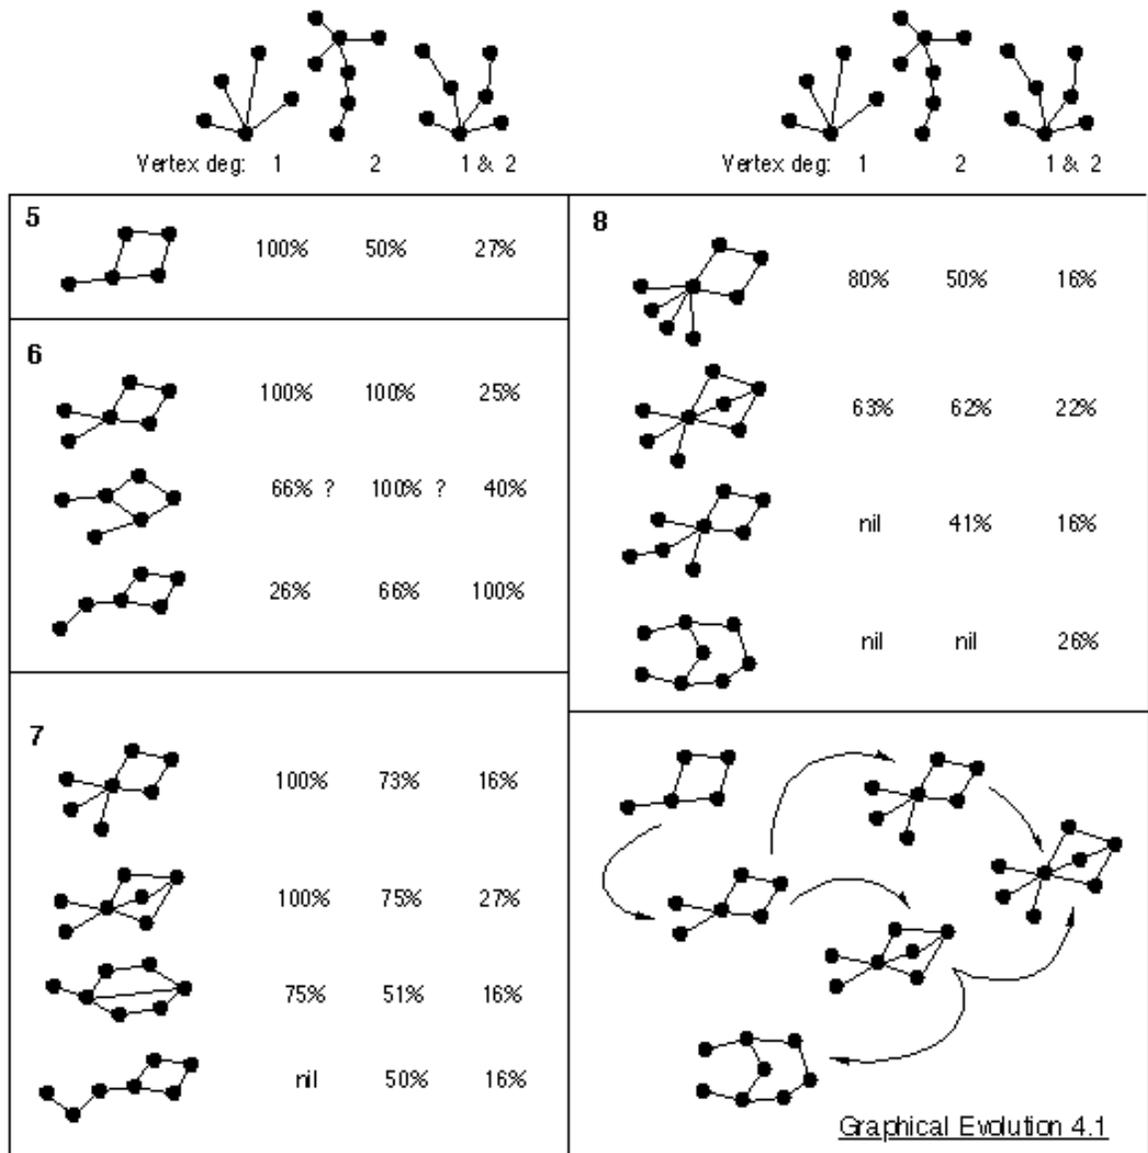 Vertex deg: 1 2 1 & 2
Vertex deg: 1 2 1 & 2
5
100% 50% 27%
6
100% 100% 25%
66% ? 100% ? 40%
26% 66% 100%
7
100% 73% 16%
100% 75% 27%
75% 51% 16%
nil 50% 16%
8
80% 50% 16%
63% 62% 22%
nil 41% 16%
nil nil 26%
Graphical Evolution 4.1